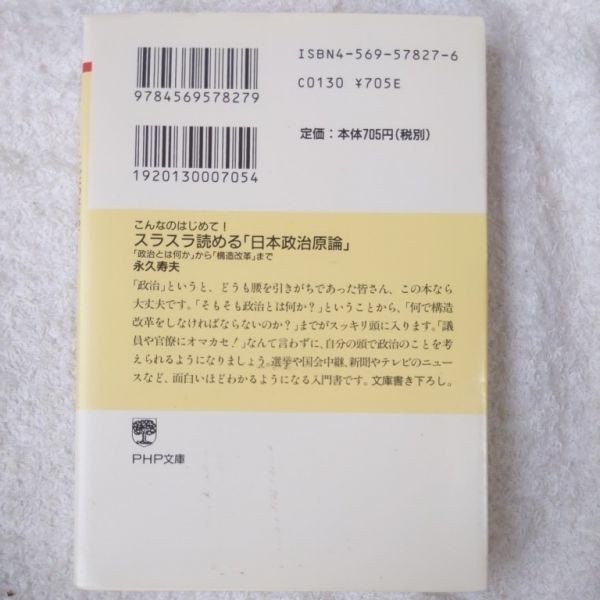 ISBN4-569-57827-6
9784569578279
C0130 ¥705E
定価：本体705円(税別)
1920130007054
こんなのはじめて！
スラスラ読める「日本政治原論」
「政治とは何か」から「構造改革」まで
永久寿夫
「政治」というと、どうも腰を引きがちであった皆さん、この本なら
大丈夫です。「そもそも政治とは何か？」ということから、「何で構造
改革をしなければならないのか？」までがスッキリ頭に入ります。「議
員や官僚にオマカセ！」なんて言わずに、自分の頭で政治のことを考
えられるようになりましょう。選挙や国会中継、新聞やテレビのニュー
スなど、面白いほどわかるようになる入門書です。文庫書き下ろし。
PHP文庫